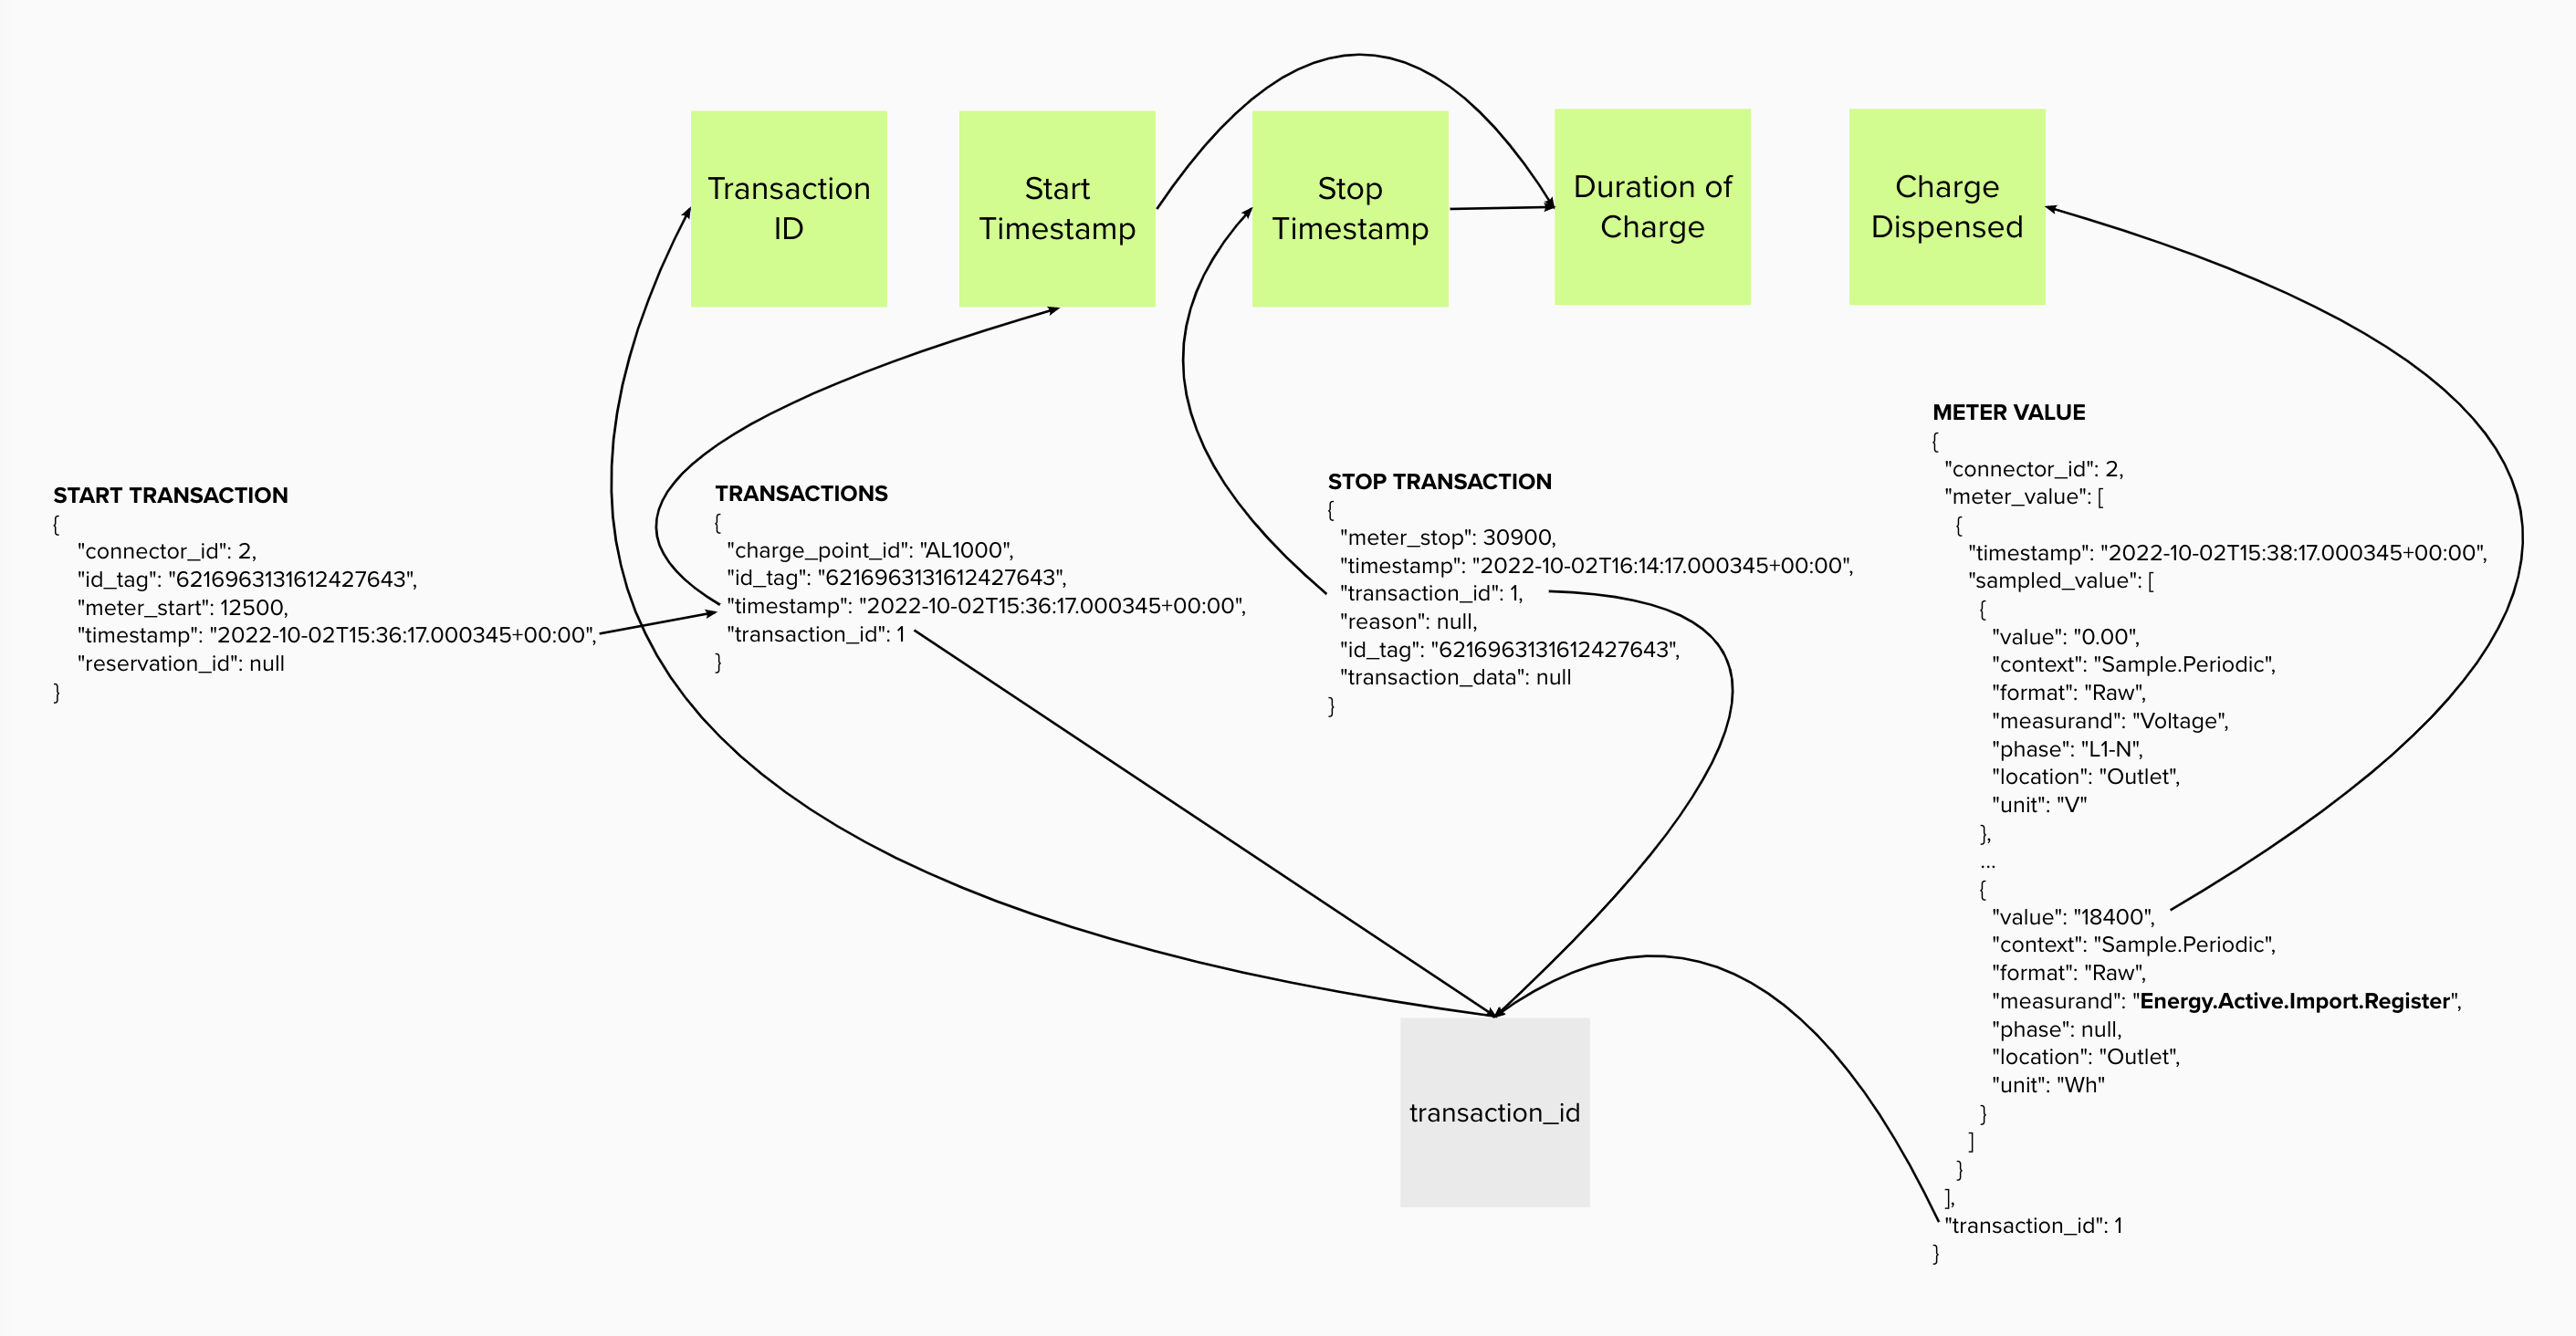 Transaction
ID
Start
Timestamp
Stop
Timestamp
Duration of
Charge
Charge
Dispensed
START TRANSACTION
{
"connector_id": 2,
"id_tag": "6216963131612427643",
"meter_start": 12500,
"timestamp": "2022-10-02T15:36:17.000345+00:00",
"reservation_id": null
}
TRANSACTIONS
{
"charge_point_id": "AL1000",
"id_tag": "6216963131612427643",
"timestamp": "2022-10-02T15:36:17.000345+00:00",
"transaction_id": 1
}
STOP TRANSACTION
{
"meter_stop": 30900,
"timestamp": "2022-10-02T16:14:17.000345+00:00",
"transaction_id": 1,
"reason": null,
"id_tag": "6216963131612427643",
"transaction_data": null
}
METER VALUE
{
"connector_id": 2,
"meter_value": [
{
"timestamp": "2022-10-02T15:38:17.000345+00:00",
"sampled_value": [
{
"value": "0.00",
"context": "Sample.Periodic",
"format": "Raw",
"measurand": "Voltage",
"phase": "L1-N",
"location": "Outlet",
"unit": "V"
},
...
{
"value": "18400",
"context": "Sample.Periodic",
"format": "Raw",
"measurand": "Energy.Active.Import.Register",
"phase": null,
"location": "Outlet",
"unit": "Wh"
}
]
}
],
"transaction_id": 1
}
transaction_id